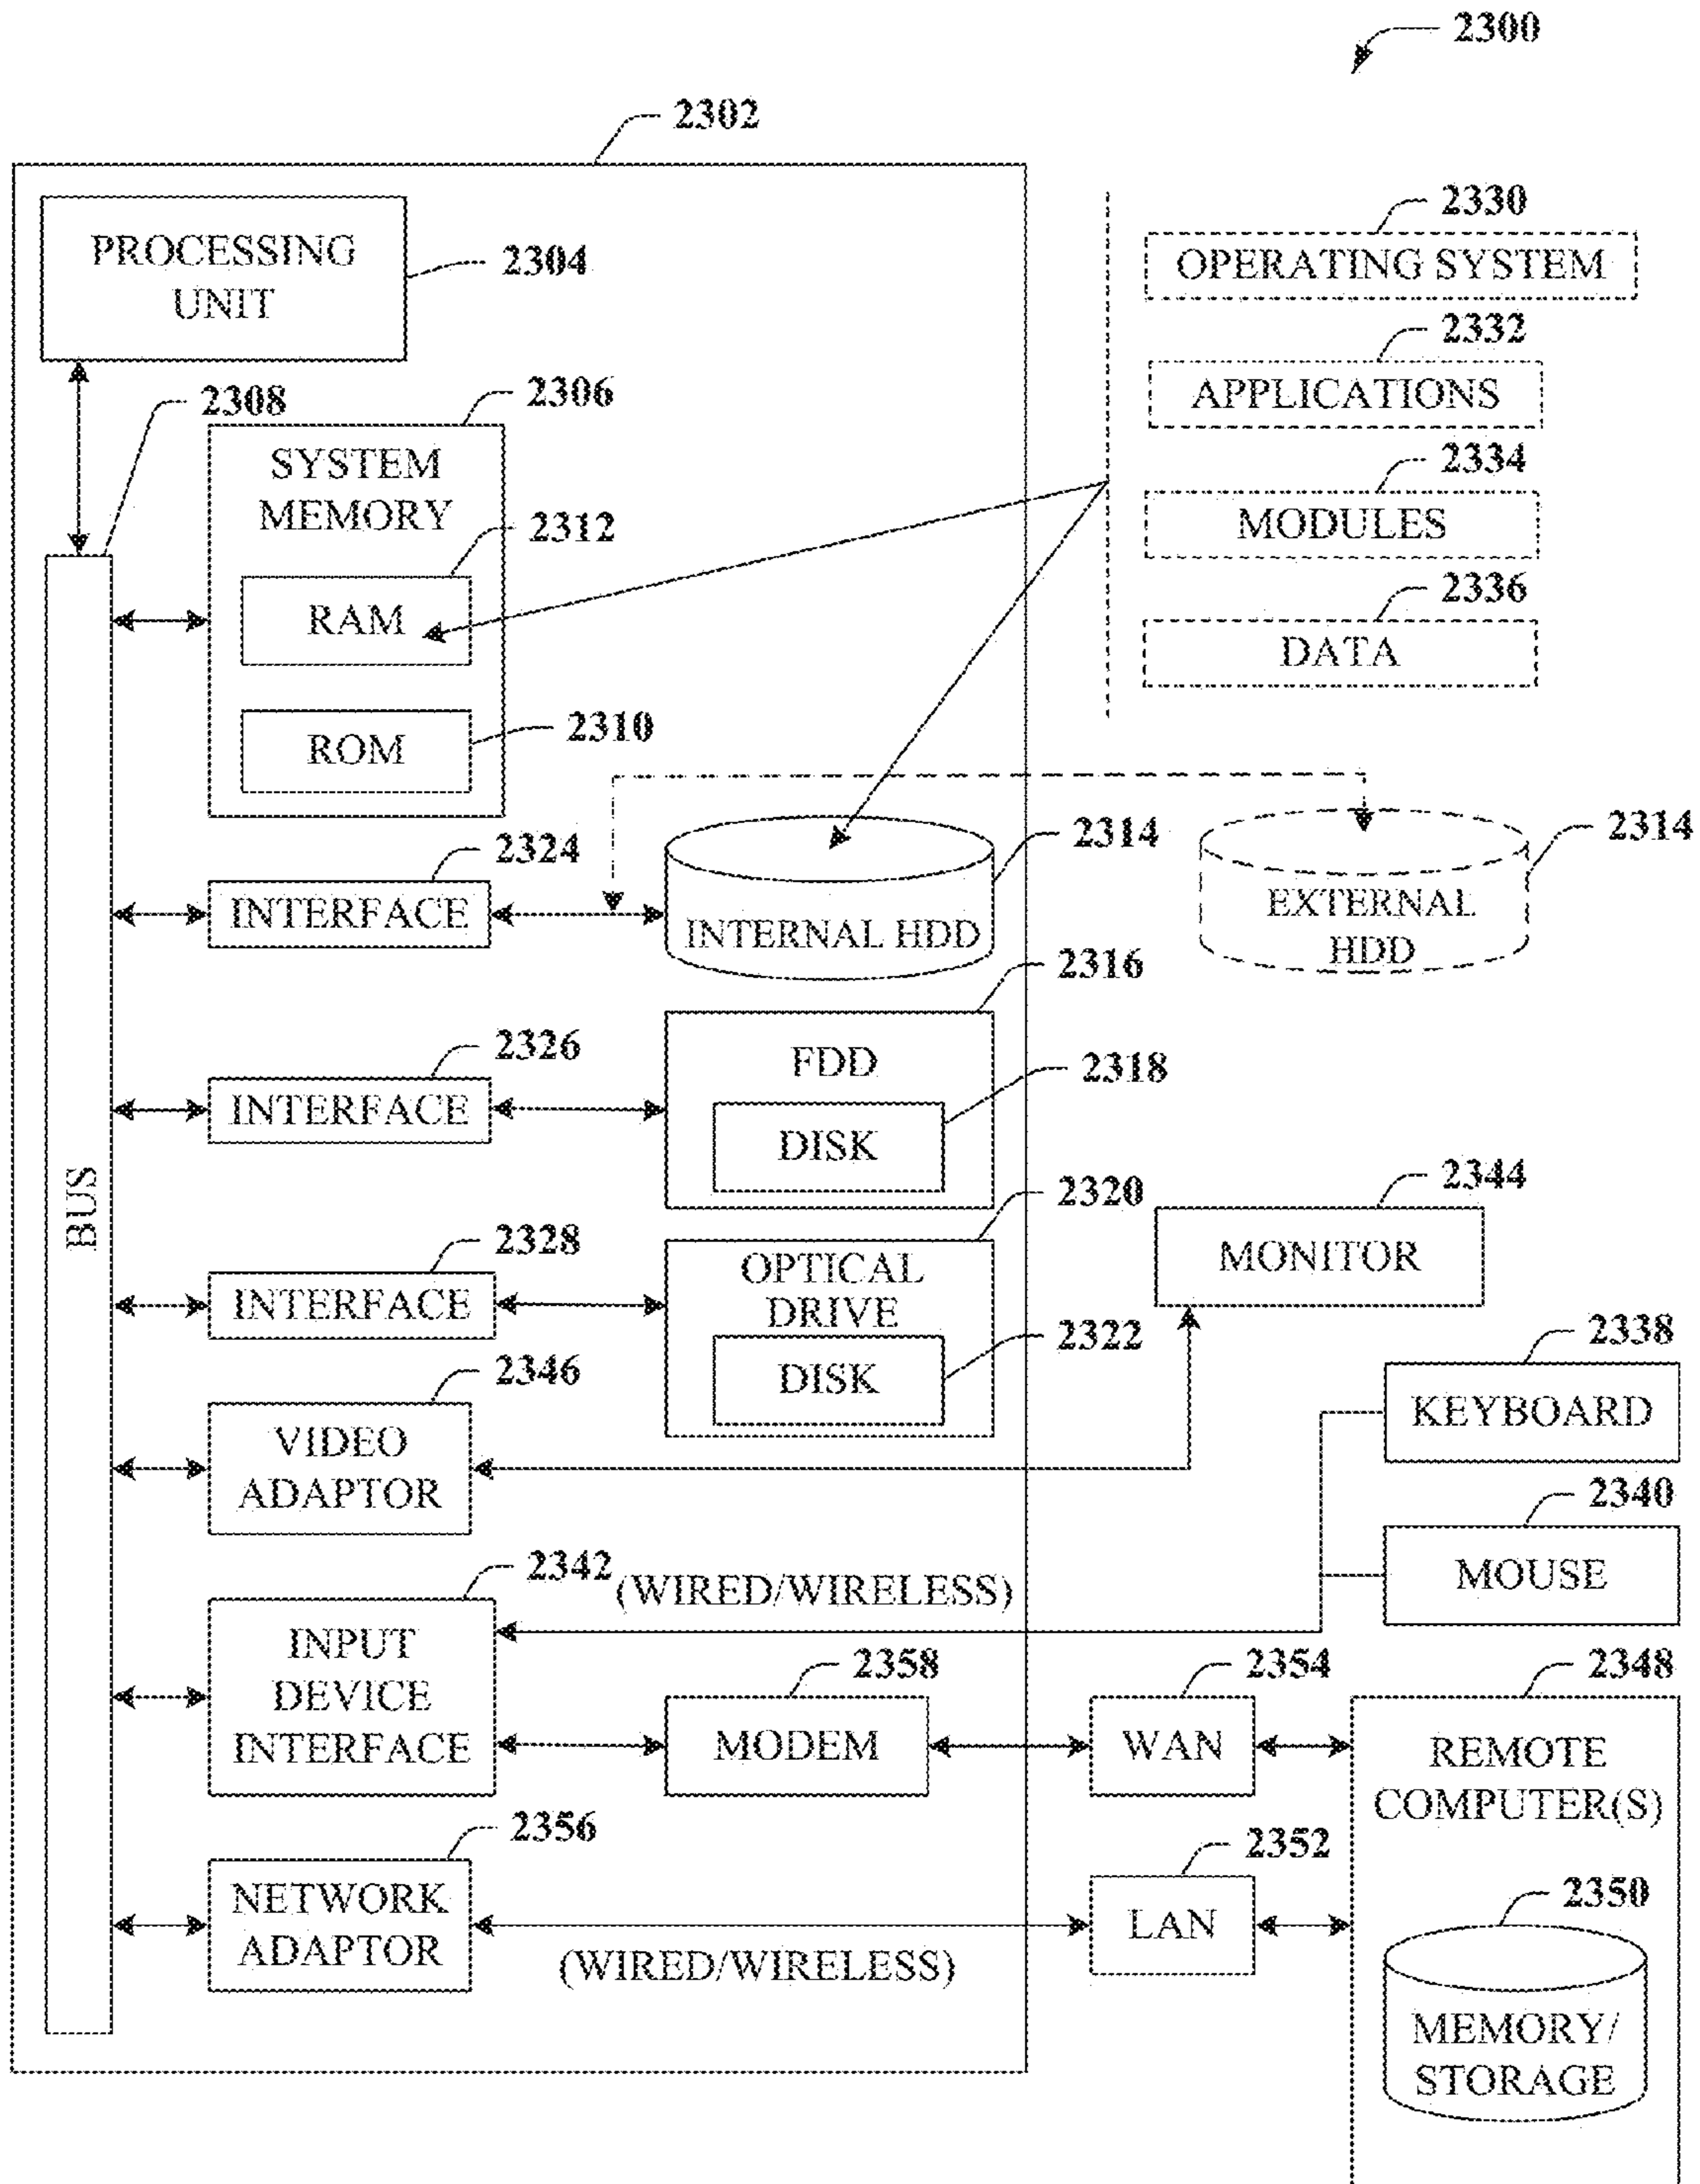 2300
2302
PROCESSING
UNIT
2304
2330
OPERATING SYSTEM
2332
APPLICATIONS
2334
MODULES
2336
DATA
2308
2306
SYSTEM
MEMORY
2312
RAM
2310
ROM
2324
INTERFACE
2314
INTERNAL HDD
2314
EXTERNAL
HDD
2316
FDD
2326
INTERFACE
2318
DISK
BUS
2320
OPTICAL
DRIVE
2328
INTERFACE
2322
DISK
2344
MONITOR
2338
KEYBOARD
2346
VIDEO
ADAPTOR
2340
MOUSE
2342
(WIRED/WIRELESS)
INPUT
DEVICE
INTERFACE
2358
MODEM
2354
WAN
2348
REMOTE
COMPUTER(S)
2356
NETWORK
ADAPTOR
(WIRED/WIRELESS)
2352
LAN
2350
MEMORY/
STORAGE